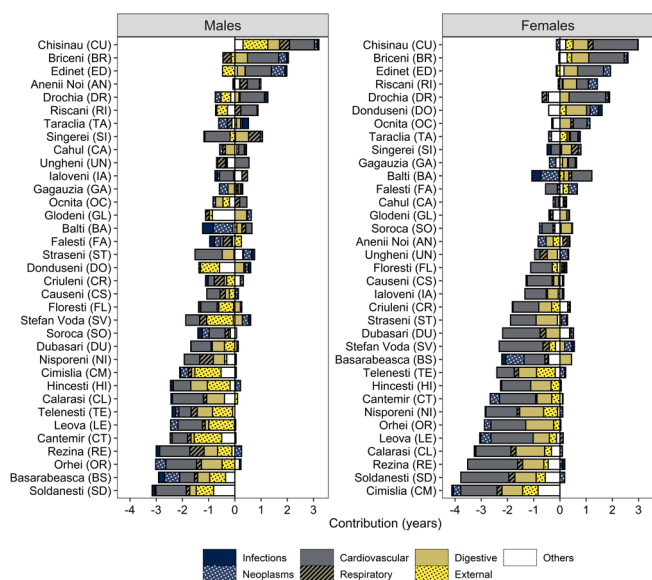 Males
Chisinau (CU)
Briceni (BR)
Edinet (ED)
Anenii Noi (AN)
Drochia (DR)
Riscani (RI)
Taraclia (TA)
Singerei (SI)
Cahul (CA)
Ungheni (UN)
Ialoveni (IA)
Gagauzia (GA)
Ocnita (OC)
Glodeni (GL)
Balti (BA)
Falesti (FA)
Straseni (ST)
Donduseni (DO)
Criuleni (CR)
Causeni (CS)
Floresti (FL)
Stefan Voda (SV)
Soroca (SO)
Dubasari (DU)
Nisporeni (NI)
Cimislia (CM)
Hincesti (HI)
Calarasi (CL)
Telenesti (TE)
Leova (LE)
Cantemir (CT)
Rezina (RE)
Orhei (OR)
Basarabeasca (BS)
Soldanesti (SD)
-4 -3 -2 -1 0 1 2 3
Females
Chisinau (CU)
Briceni (BR)
Edinet (ED)
Riscani (RI)
Drochia (DR)
Donduseni (DO)
Ocnita (OC)
Taraclia (TA)
Singerei (SI)
Gagauzia (GA)
Balti (BA)
Falesti (FA)
Cahul (CA)
Glodeni (GL)
Soroca (SO)
Anenii Noi (AN)
Ungheni (UN)
Floresti (FL)
Causeni (CS)
Ialoveni (IA)
Criuleni (CR)
Straseni (ST)
Dubasari (DU)
Stefan Voda (SV)
Basarabeasca (BS)
Telenesti (TE)
Hincesti (HI)
Cantemir (CT)
Nisporeni (NI)
Orhei (OR)
Leova (LE)
Calarasi (CL)
Rezina (RE)
Soldanesti (SD)
Cimislia (CM)
-4 -3 -2 -1 0 1 2 3
Contribution (years)
Infections Cardiovascular Digestive Others
Neoplasms Respiratory External